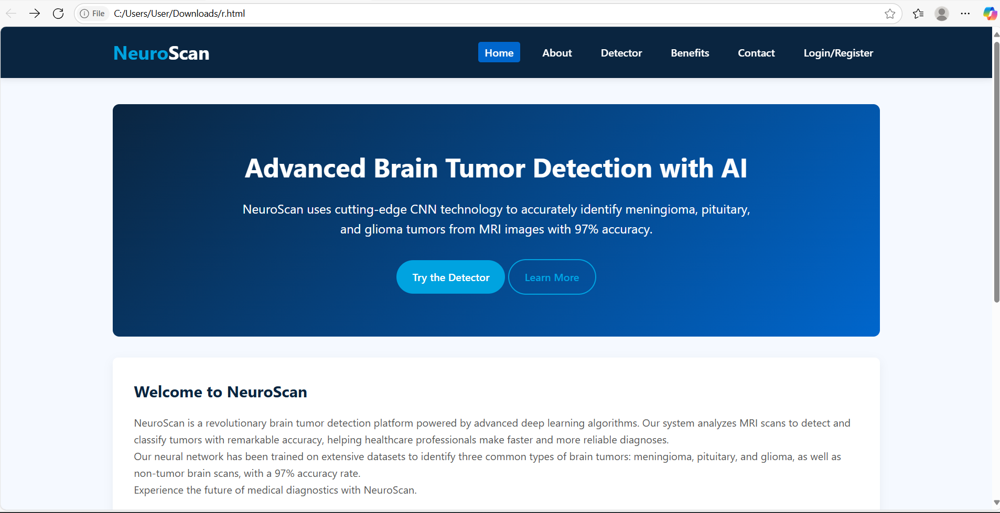 File C:/Users/User/Downloads/r.html
NeuroScan
Home About Detector Benefits Contact Login/Register
Advanced Brain Tumor Detection with AI
NeuroScan uses cutting-edge CNN technology to accurately identify meningioma, pituitary,
and glioma tumors from MRI images with 97% accuracy.
Try the Detector Learn More
Welcome to NeuroScan
NeuroScan is a revolutionary brain tumor detection platform powered by advanced deep learning algorithms. Our system analyzes MRI scans to detect and
classify tumors with remarkable accuracy, helping healthcare professionals make faster and more reliable diagnoses.
Our neural network has been trained on extensive datasets to identify three common types of brain tumors: meningioma, pituitary, and glioma, as well as
non-tumor brain scans, with a 97% accuracy rate.
Experience the future of medical diagnostics with NeuroScan.